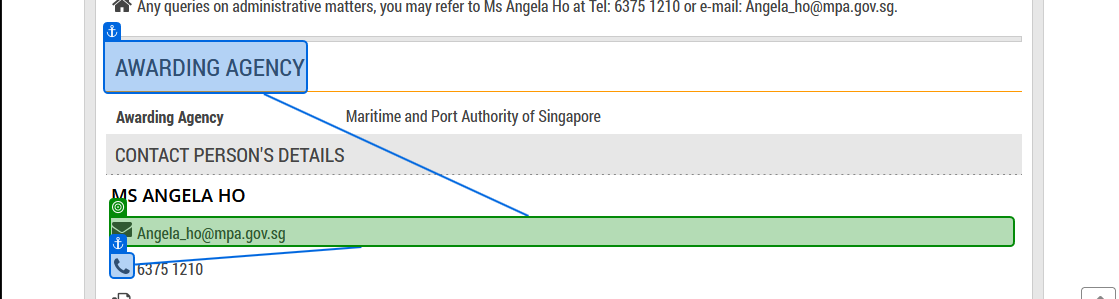 Any queries on administrative matters, you may refer to Ms Angela Ho at Tel: 6375 1210 or e-mail: Angela_ho@mpa.gov.sg.
AWARDING AGENCY
Awarding Agency Maritime and Port Authority of Singapore
CONTACT PERSON'S DETAILS
MS ANGELA HO
Angela_ho@mpa.gov.sg
6375 1210